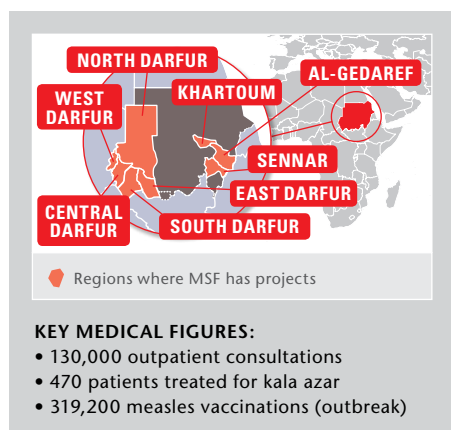 NORTH DARFUR
AL-GEDAREF
KHARTOUM
WEST
DARFUR
SENNAR
EAST DARFUR
CENTRAL
DARFUR
SOUTH DARFUR
Regions where MSF has projects
KEY MEDICAL FIGURES:
• 130,000 outpatient consultations
• 470 patients treated for kala azar
• 319,200 measles vaccinations (outbreak)